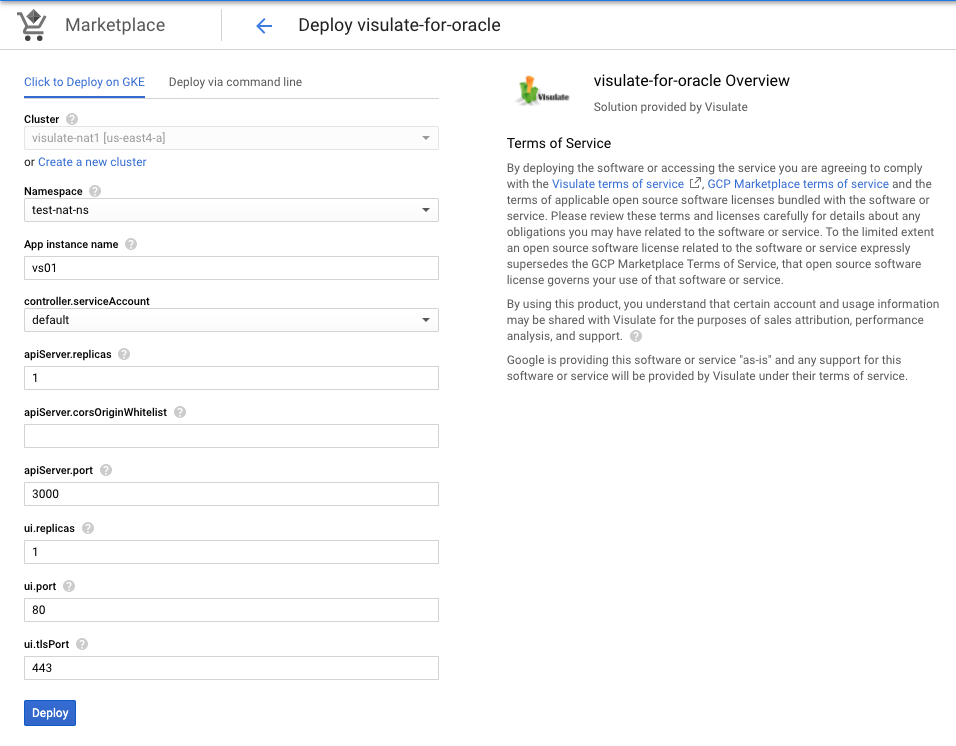 Marketplace
Deploy visulate-for-oracle
Click to Deploy on GKE
Deploy via command line
Cluster ?
visulate-nat1 [us-east4-a]
or Create a new cluster
Namespace ?
test-nat-ns
App instance name ?
vs01
controller.serviceAccount
default
apiServer.replicas ?
1
apiServer.corsOriginWhitelist ?
apiServer.port ?
3000
ui.replicas ?
1
ui.port ?
80
ui.tlsPort ?
443
Deploy
Visulate
visulate-for-oracle Overview
Solution provided by Visulate
Terms of Service
By deploying the software or accessing the service you are agreeing to comply
with the Visulate terms of service , GCP Marketplace terms of service and the
terms of applicable open source software licenses bundled with the software or
service. Please review these terms and licenses carefully for details about any
obligations you may have related to the software or service. To the limited extent
an open source software license related to the software or service expressly
supersedes the GCP Marketplace Terms of Service, that open source software
license governs your use of that software or service.
By using this product, you understand that certain account and usage information
may be shared with Visulate for the purposes of sales attribution, performance
analysis, and support. ?
Google is providing this software or service "as-is" and any support for this
software or service will be provided by Visulate under their terms of service.